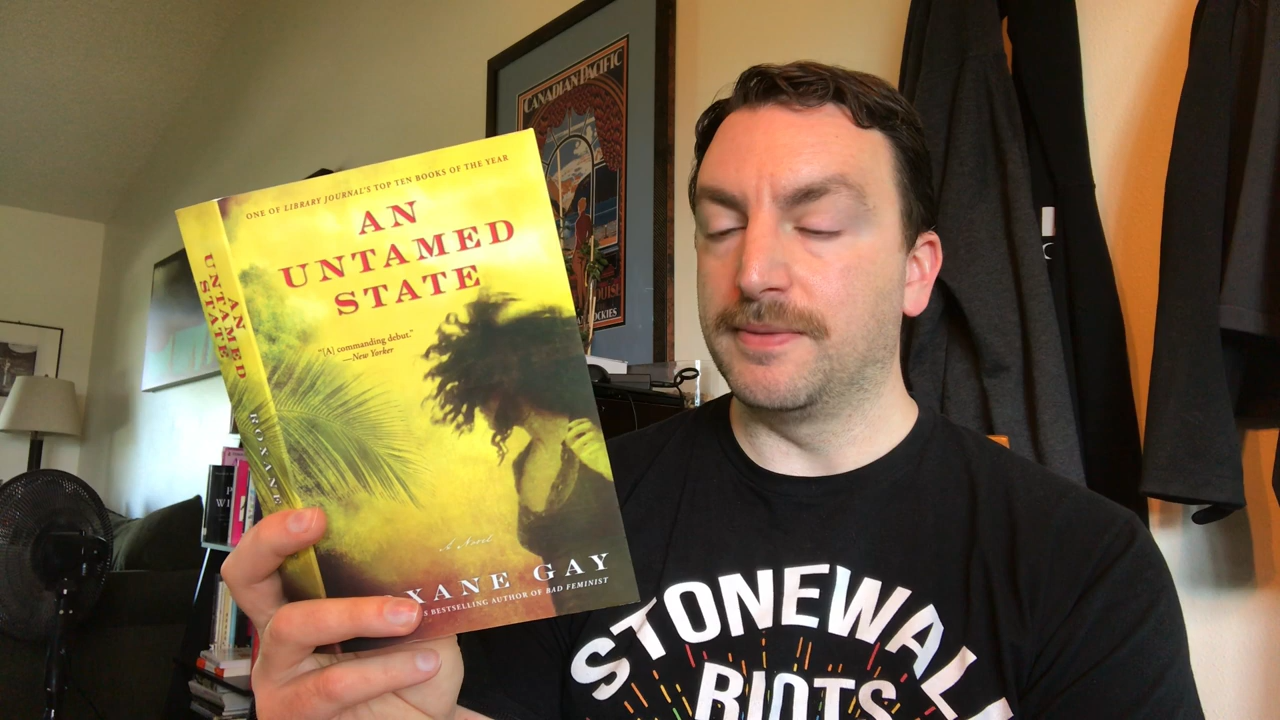 ONE OF LIBRARY JOURNAL'S TOP TEN BOOKS OF THE YEAR
AN
UNTAMED
STATE
"[A] commanding debut."
—New Yorker
A Novel
XANE GAY
BESTSELLING AUTHOR OF BAD FEMINIST
AN
UNTAMED
STATE
ROXANE
CANADIAN PACIFIC
STONEWALL
RIOTS